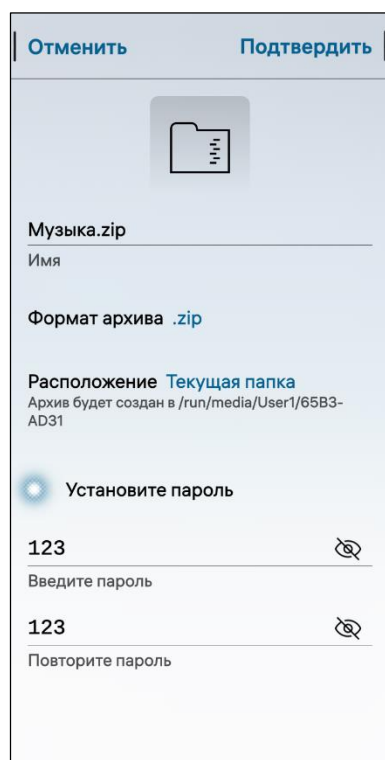 Отменить Подтвердить
Музыка.zip
Имя
Формат архива .zip
Расположение Текущая папка
Архив будет создан в /run/media/User1/65B3-
AD31
Установите пароль
123
Введите пароль
123
Повторите пароль